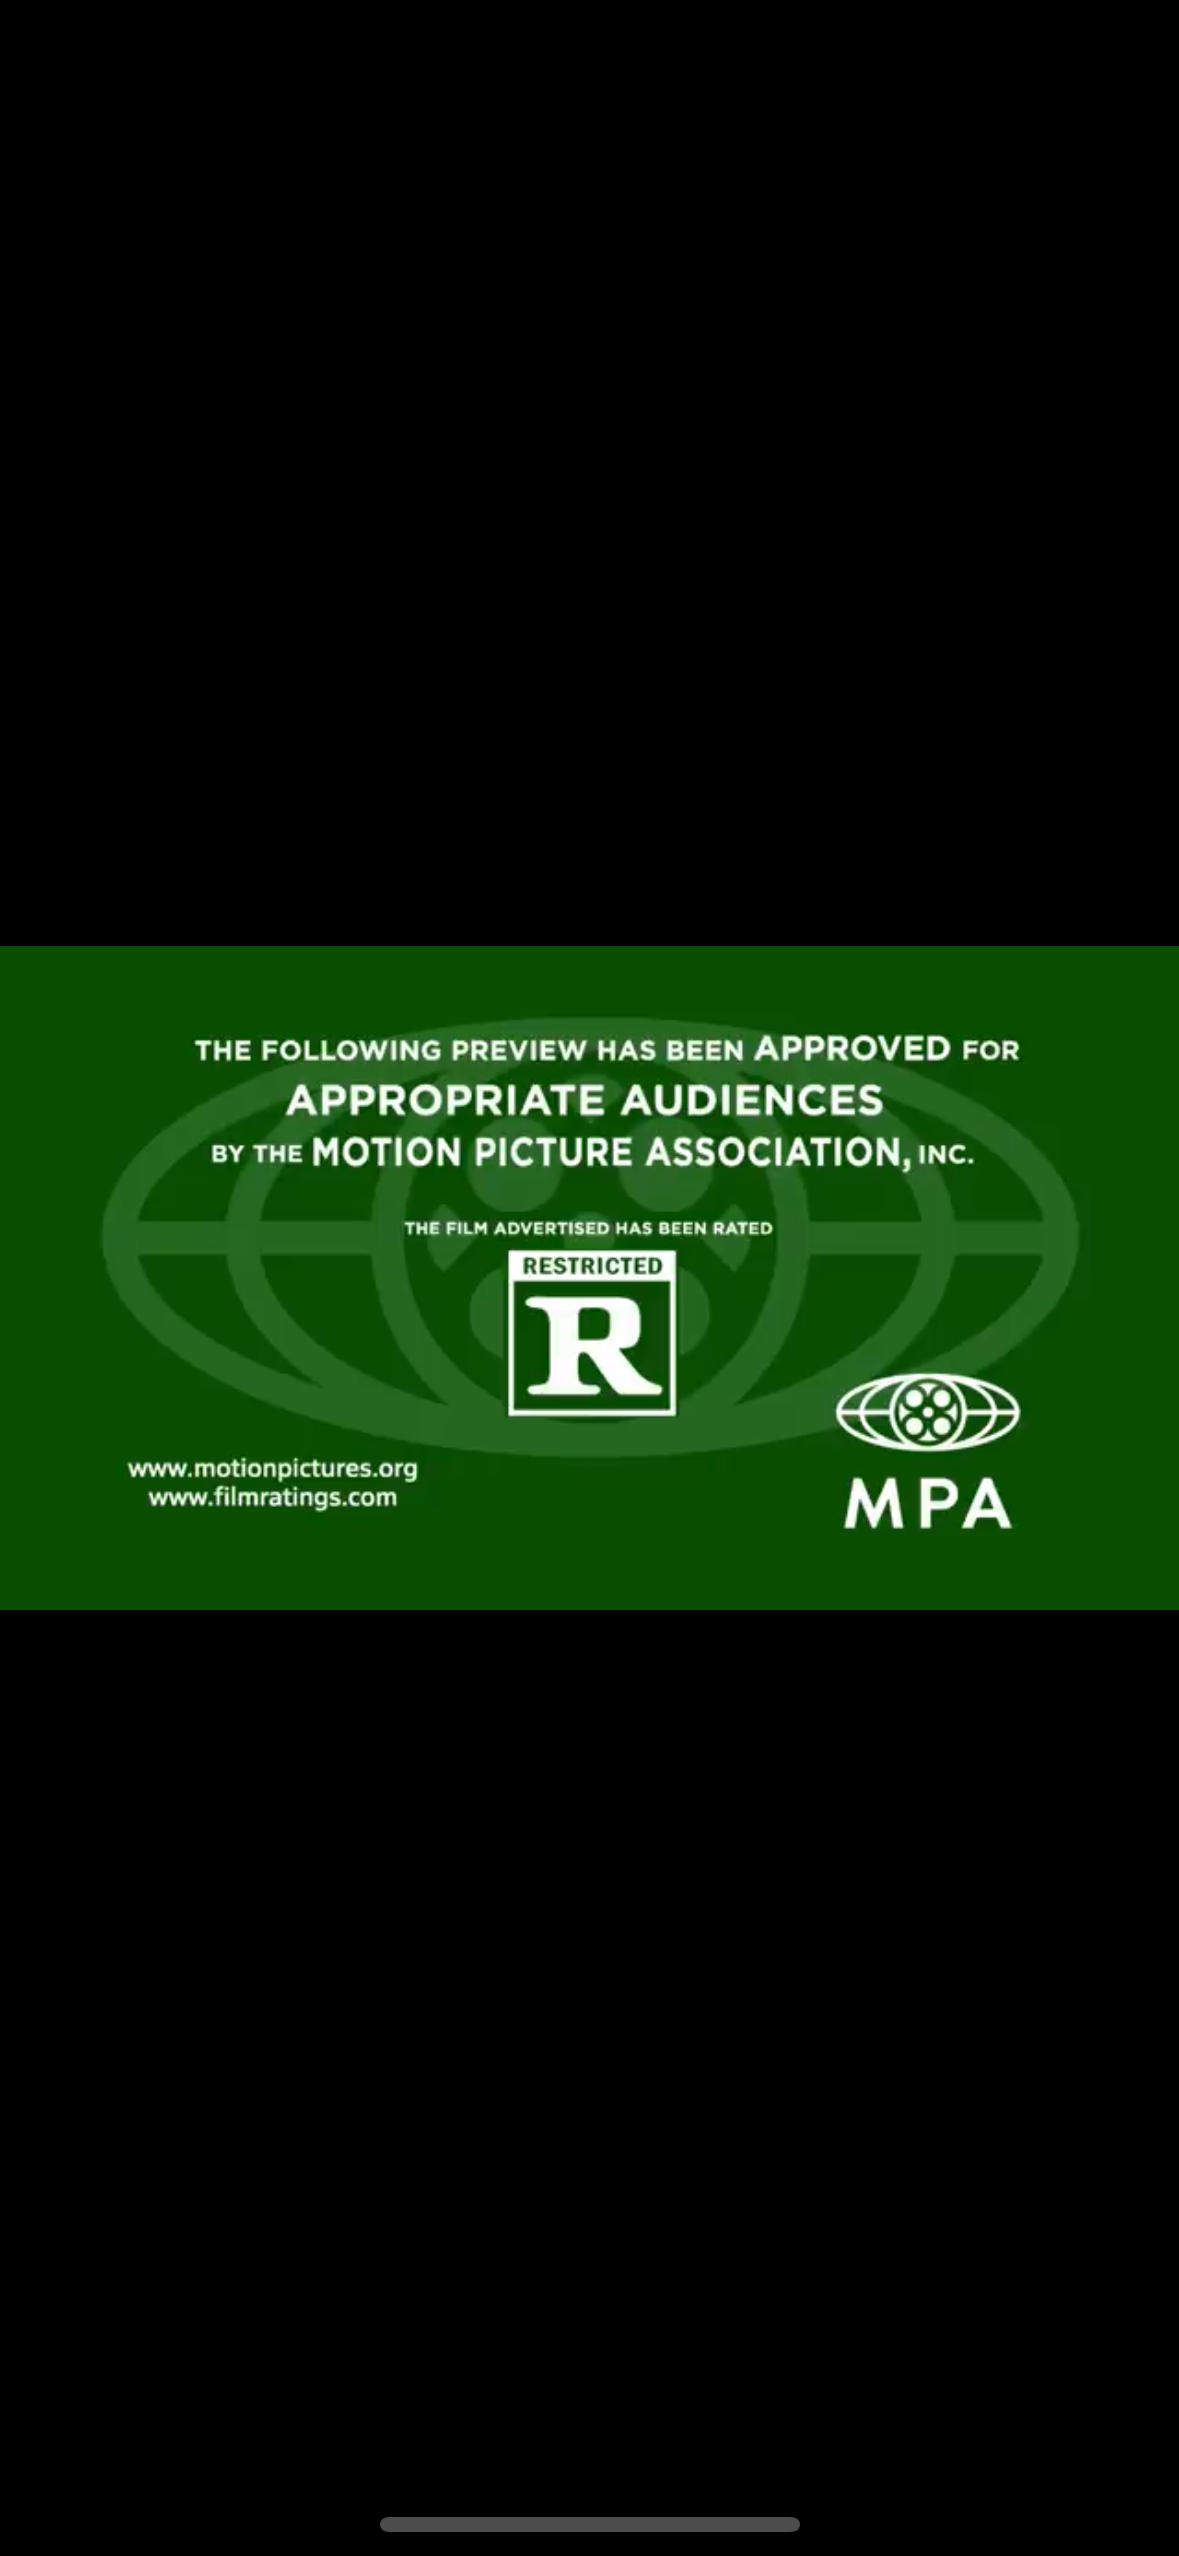 THE FOLLOWING PREVIEW HAS BEEN APPROVED FOR
APPROPRIATE AUDIENCES
BY THE MOTION PICTURE ASSOCIATION, INC.
THE FILM ADVERTISED HAS BEEN RATED
RESTRICTED
R
www.motionpictures.org
www.filmratings.com
MPA